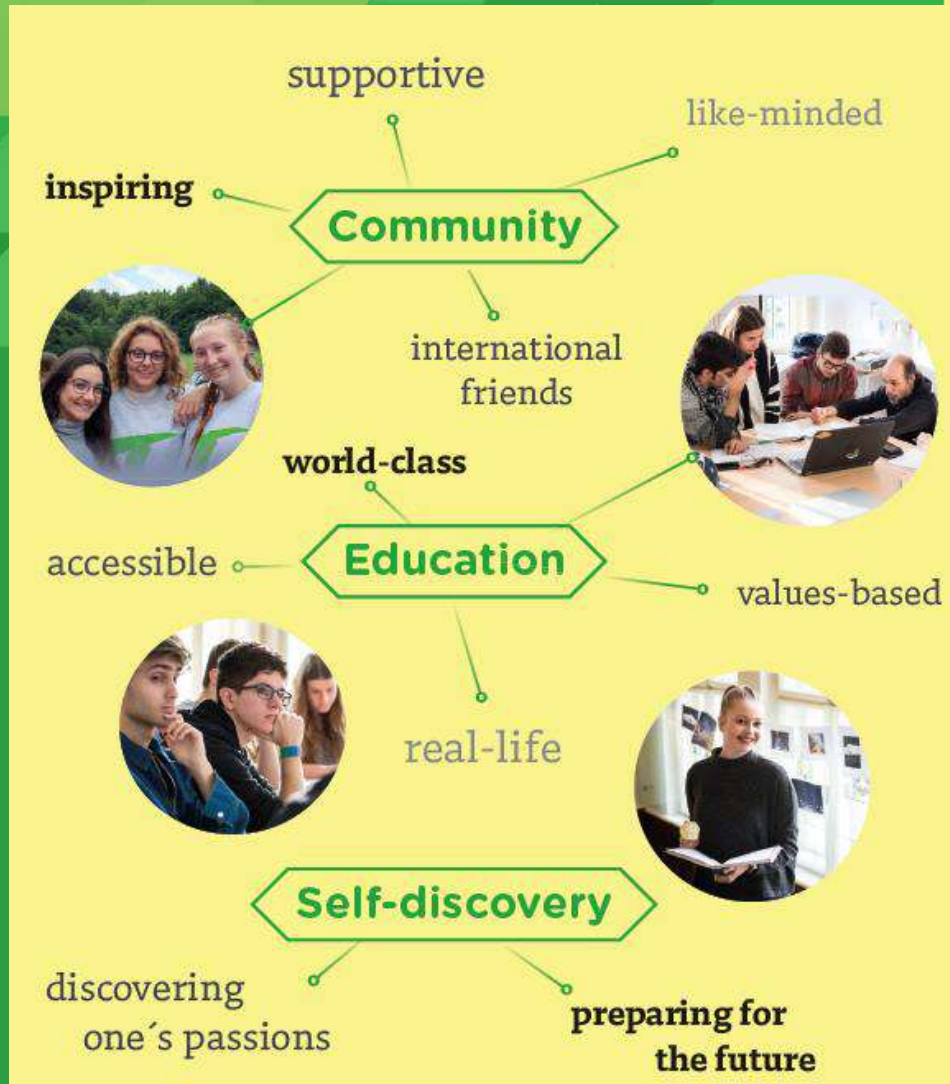 supportive
like-minded
inspiring
Community
international
friends
world-class
Education
accessible
values-based
real-life
Self-discovery
discovering
one´s passions
preparing for
the future